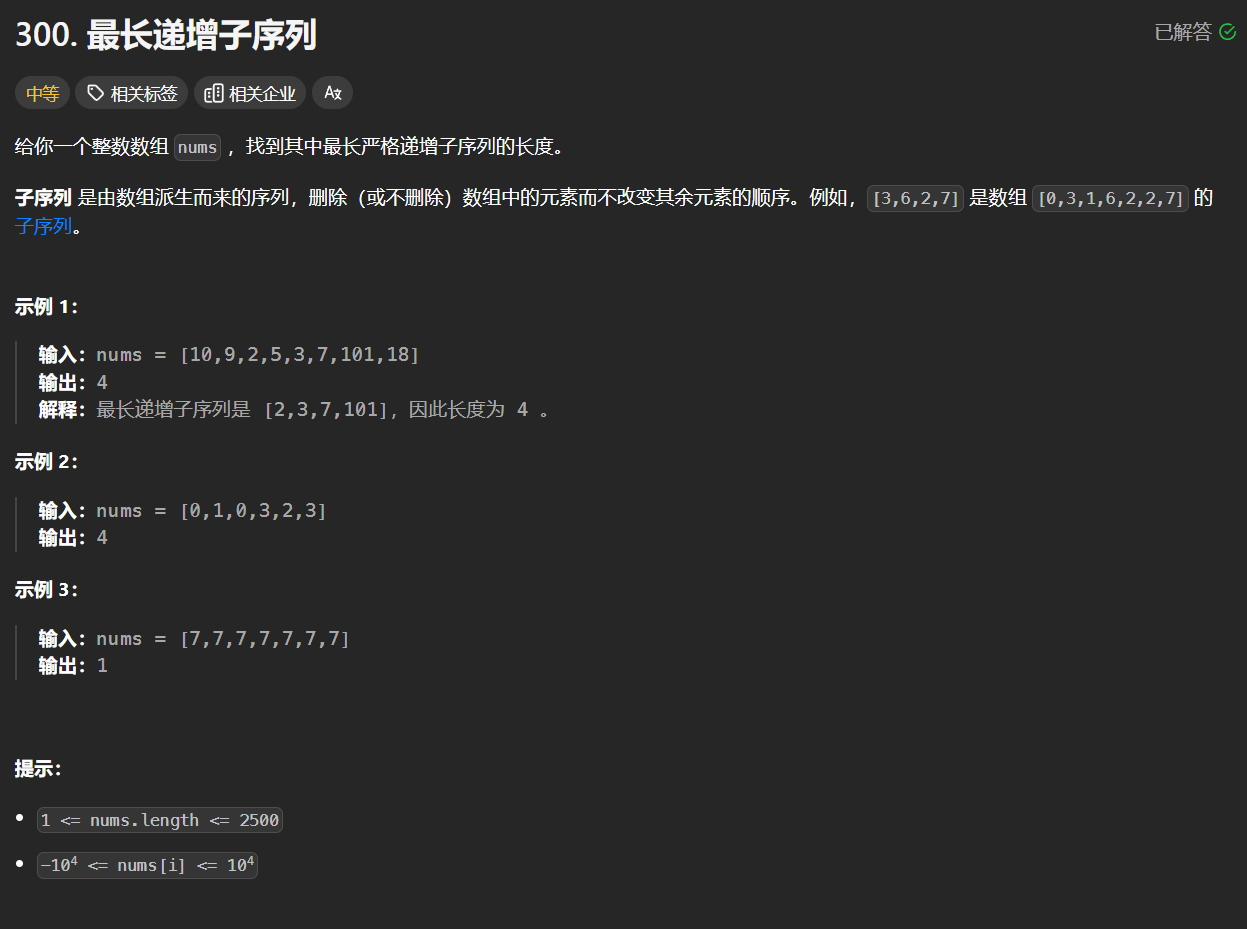 300. 最长递增子序列
已解答
中等
相关标签
相关企业
给你一个整数数组 nums ，找到其中最长严格递增子序列的长度。
子序列 是由数组派生而来的序列，删除（或不删除）数组中的元素而不改变其余元素的顺序。例如，[3,6,2,7] 是数组 [0,3,1,6,2,2,7] 的
子序列。
示例 1：
输入：nums = [10,9,2,5,3,7,101,18]
输出：4
解释：最长递增子序列是 [2,3,7,101]，因此长度为 4 。
示例 2：
输入：nums = [0,1,0,3,2,3]
输出：4
示例 3：
输入：nums = [7,7,7,7,7,7,7]
输出：1
提示：
1 <= nums.length <= 2500
-10⁴ <= nums[i] <= 10⁴